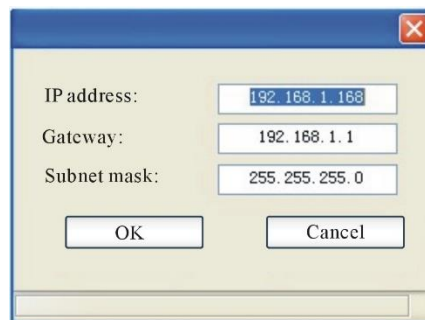 IP address: 192.168.1.168
Gateway: 192.168.1.1
Subnet mask: 255.255.255.0
OK Cancel